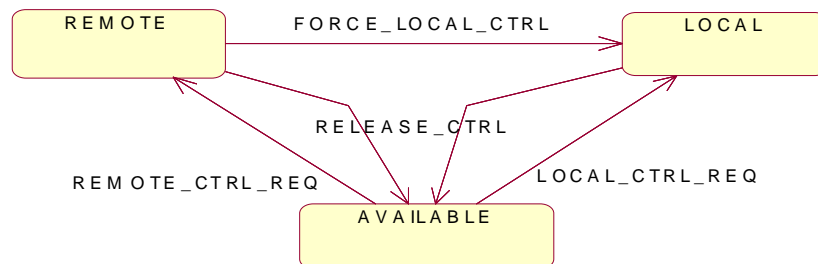 REMOTE
FORCE_LOCAL_CTRL
LOCAL
RELEASE_CTRL
REMOTE_CTRL_REQ
LOCAL_CTRL_REQ
AVAILABLE